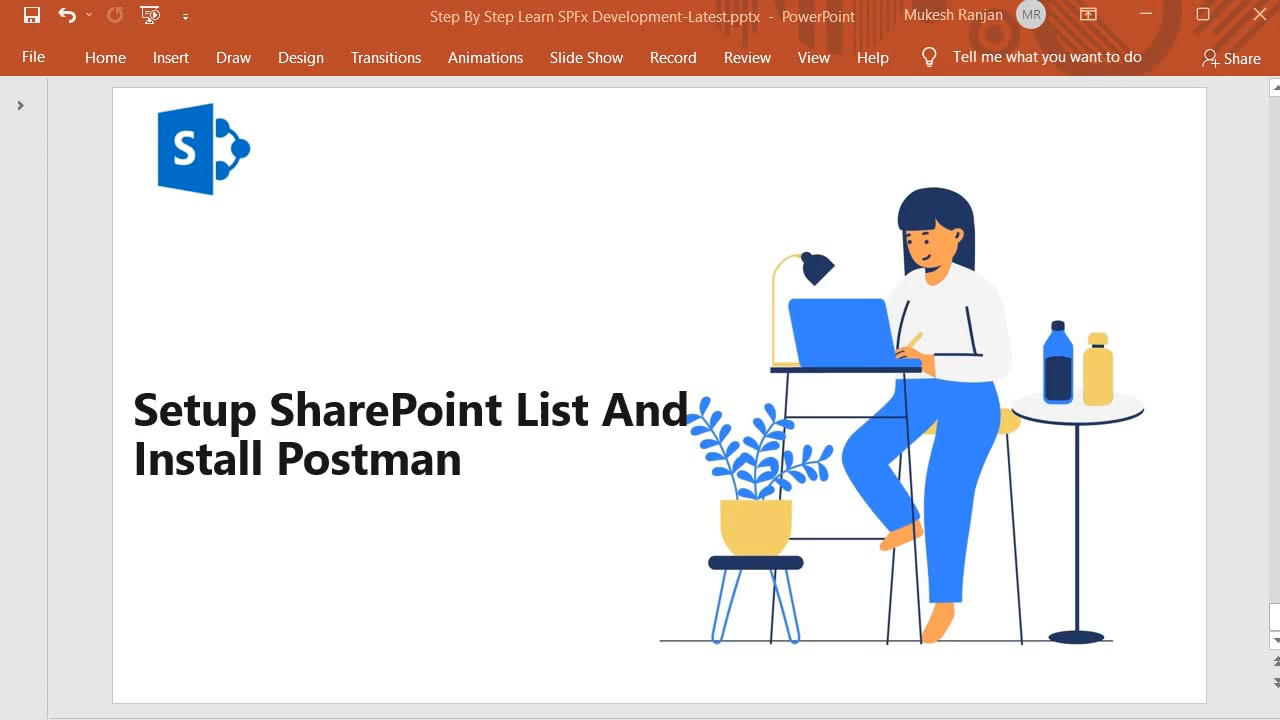 Step By Step Learn SPFx Development-Latest.pptx - PowerPoint
Mukesh Ranjan MR
File Home Insert Draw Design Transitions Animations Slide Show Record Review View Help Tell me what you want to do Share
S
Setup SharePoint List And
Install Postman